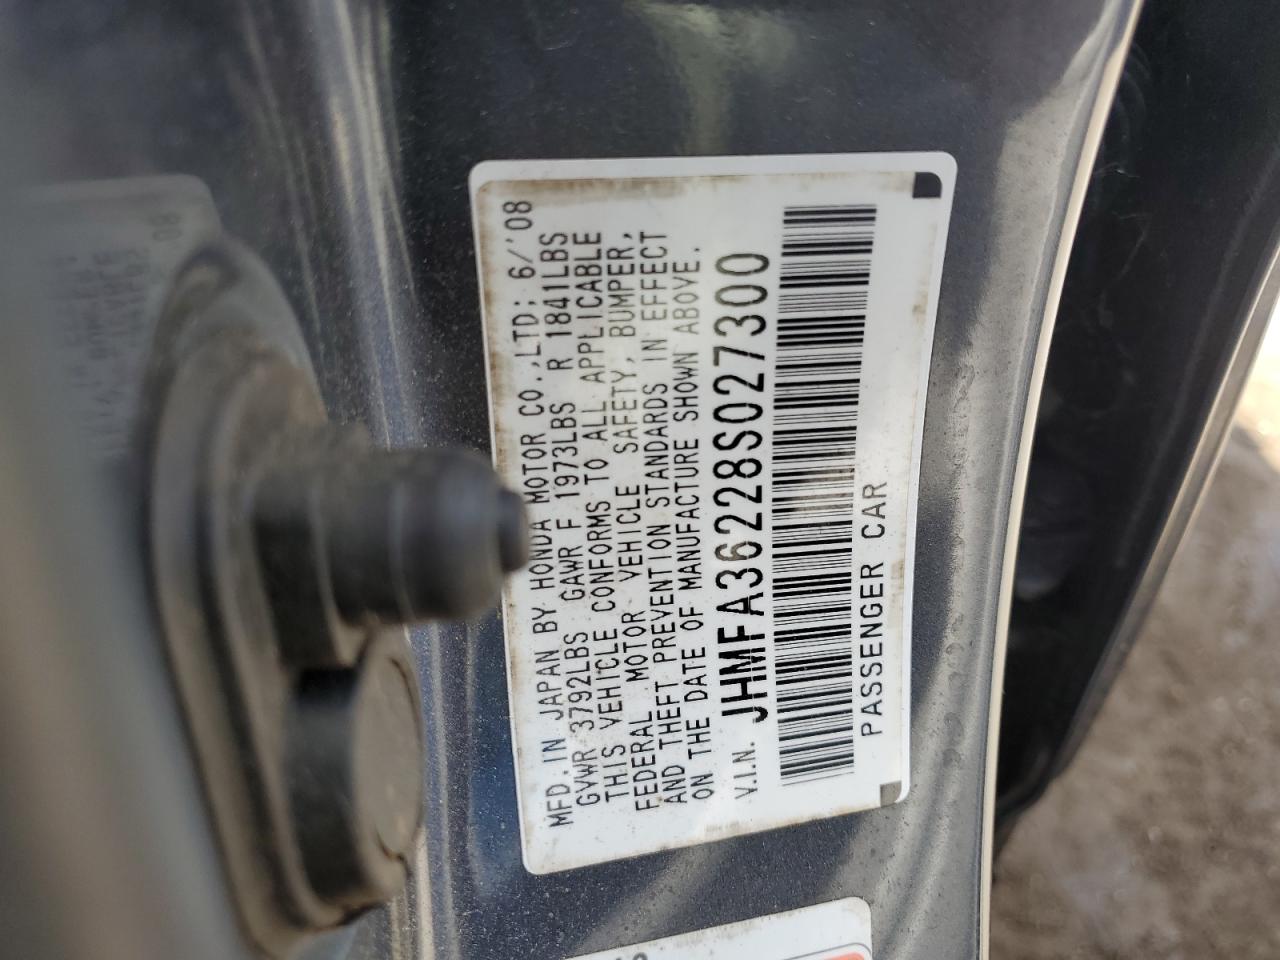 MFD. IN JAPAN BY HONDA MOTOR CO., LTD; 6/'08
GVWR 3792LBS GAWR F 1973LBS R 1841LBS
THIS VEHICLE CONFORMS TO ALL APPLICABLE
FEDERAL MOTOR VEHICLE SAFETY, BUMPER,
AND THEFT PREVENTION STANDARDS IN EFFECT
ON THE DATE OF MANUFACTURE SHOWN ABOVE.
V.I.N. JHMFA36228S027300
PASSENGER CAR